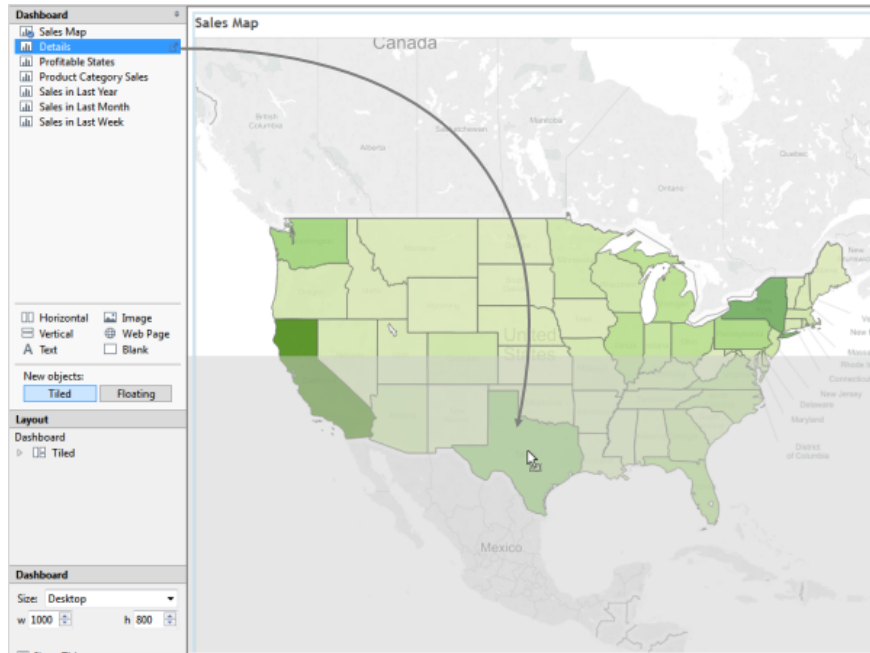 Dashboard
Sales Map
Details
Profitable States
Product Category Sales
Sales in Last Year
Sales in Last Month
Sales in Last Week
Horizontal
Image
Vertical
Web Page
Text
Blank
New objects:
Tiled
Floating
Layout
Dashboard
Tiled
Dashboard
Size: Desktop
w 1000
h 800
Sales Map
Canada
British
Columbia
Alberta
Saskatchewan
Manitoba
Ontario
Quebec
New
United
States
Rhode
Connecticut
New Jersey
Delaware
Maryland
District
of Columbia
Mexico